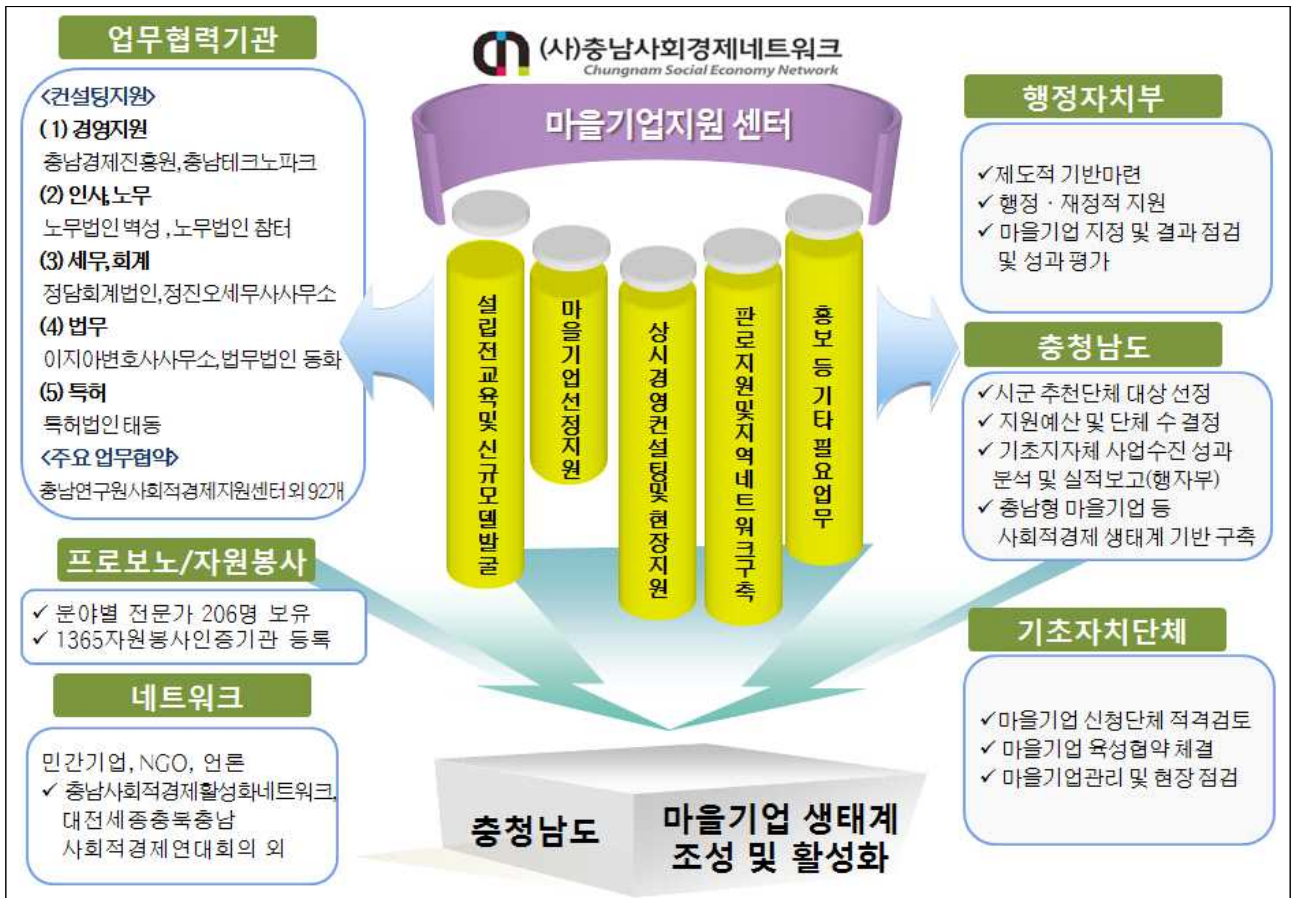 업무협력기관
<컨설팅지원>
(1) 경영지원
충남경제진흥원,충남테크노파크
(2) 인사,노무
노무법인 벽성 , 노무법인 참터
(3) 세무,회계
정담회계법인,정진오세무사사무소
(4) 법무
이지아변호사사무소,법무법인 동화
(5) 특허
특허법인 태동
<주요 업무협약>
충남연구원사회적경제지원센터외 92개
프로보노/자원봉사
✓ 분야별 전문가 206명 보유
✓ 1365자원봉사인증기관 등록
네트워크
민간기업, NGO, 언론
✓ 충남사회적경제활성화네트워크,
대전세종충북충남
사회적경제연대회의 외
(사)충남사회경제네트워크
Chungnam Social Economy Network
마을기업지원 센터
설립전교육및 신규모델발굴
마을기업선정지원
상시경영컨설팅및 현장지원
판로지원및지역네트워크구축
홍보 등 기타 필요업무
충청남도
마을기업 생태계
조성 및 활성화
행정자치부
✓제도적 기반마련
✓행정 · 재정적 지원
✓마을기업 지정 및 결과 점검
및 성과 평가
충청남도
✓시군 추천단체 대상 선정
✓지원예산 및 단체 수 결정
✓기초지자체 사업수진 성과
분석 및 실적보고(행자부)
✓충남형 마을기업 등
사회적경제 생태계 기반 구축
기초자치단체
✓마을기업 신청단체 적격검토
✓마을기업 육성협약 체결
✓마을기업관리 및 현장 점검